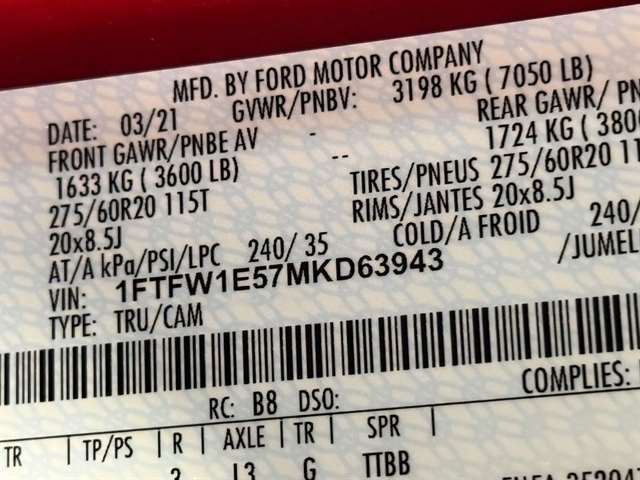 MFD. BY FORD MOTOR COMPANY
DATE: 03/21 GVWR/PNBV: 3198 KG ( 7050 LB)
FRONT GAWR/PNBE AV - REAR GAWR/
1633 KG ( 3600 LB) -- 1724 KG (
275/60R20 115T TIRES/PNEUS 275/60R20
20x8.5J RIMS/JANTES 20x8.5J
AT/A kPa/PSI/LPC 240/ 35 COLD/A FROID 240/
VIN: 1FTFW1E57MKD63943 /JUMEL
TYPE: TRU/CAM
RC: B8 DSO: COMPLIES:
TR | TP/PS | R | AXLE | TR | SPR |
L3 G TTBB